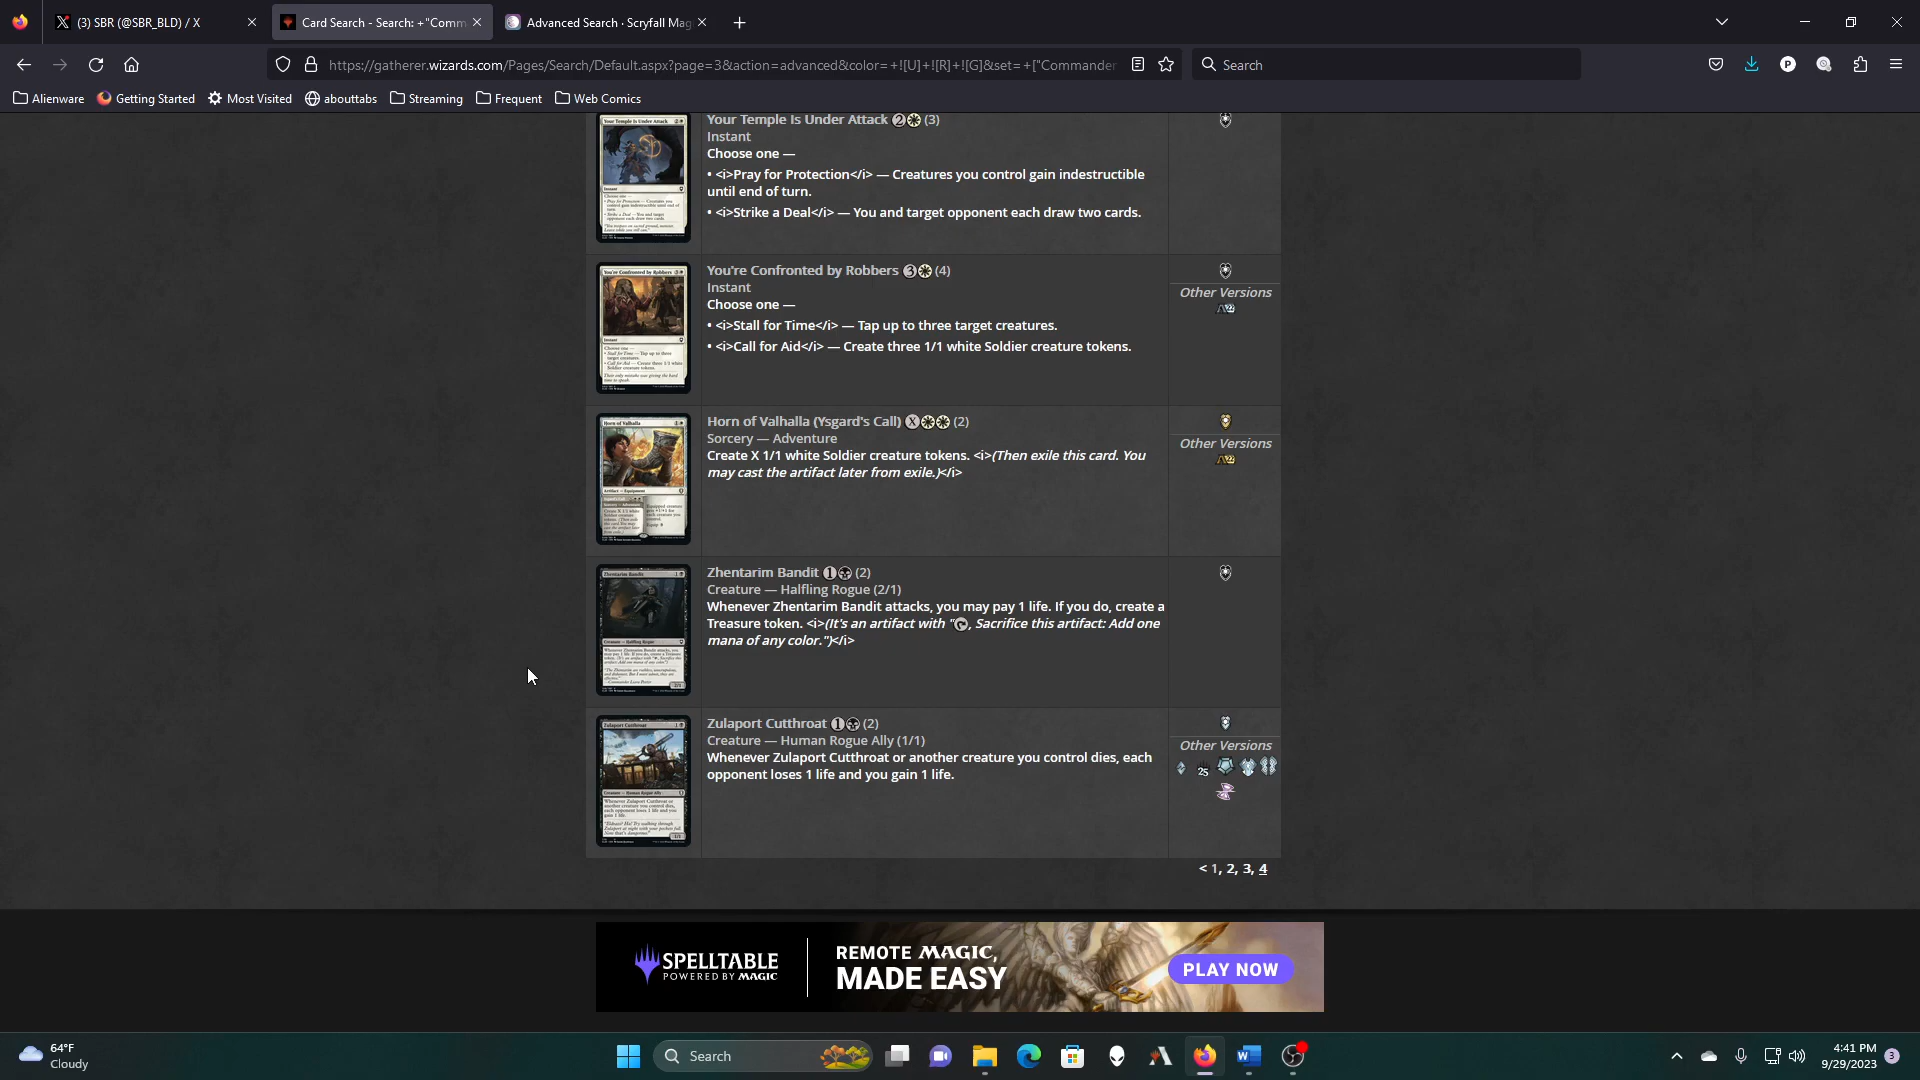 (3) SBR (@SBR_BLD) / X
Card Search - Search: +"Comm
Advanced Search · Scryfall Mag
https://gatherer.wizards.com/Pages/Search/Default.aspx?page=3&action=advanced&color=+![U]+![R]+![G]&set=+["Commander
Search
Alienware
Getting Started
Most Visited
abouttabs
Streaming
Frequent
Web Comics
Your Temple Is Under Attack 2 (3)
Instant
Choose one —
• <i>Pray for Protection</i> — Creatures you control gain indestructible
until end of turn.
• <i>Strike a Deal</i> — You and target opponent each draw two cards.
You're Confronted by Robbers 3 (4)
Instant
Choose one —
• <i>Stall for Time</i> — Tap up to three target creatures.
• <i>Call for Aid</i> — Create three 1/1 white Soldier creature tokens.
Other Versions
Horn of Valhalla (Ysgard's Call) X (2)
Sorcery — Adventure
Create X 1/1 white Soldier creature tokens. <i>(Then exile this card. You
may cast the artifact later from exile.)</i>
Other Versions
Zhentarim Bandit 1 (2)
Creature — Halfling Rogue (2/1)
Whenever Zhentarim Bandit attacks, you may pay 1 life. If you do, create a
Treasure token. <i>(It's an artifact with ", Sacrifice this artifact: Add one
mana of any color.")</i>
Zulaport Cutthroat 1 (2)
Creature — Human Rogue Ally (1/1)
Whenever Zulaport Cutthroat or another creature you control dies, each
opponent loses 1 life and you gain 1 life.
Other Versions
25
< 1, 2, 3, 4
SPELLTABLE
POWERED BY MAGIC
REMOTE MAGIC,
MADE EASY
PLAY NOW
64°F
Cloudy
Search
4:41 PM
9/29/2023
3